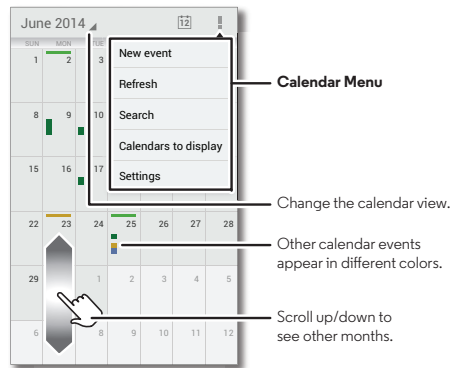 June 2014
12
SUN MON TUE
1 2 3
New event
Refresh
Search
Calendars to display
Settings
Calendar Menu
8 9 10
15 16 17
Change the calendar view.
22 23 24 25 26 27 28
Other calendar events
appear in different colors.
29 1 2 3 4 5
Scroll up/down to
see other months.
6 8 9 10 11 12